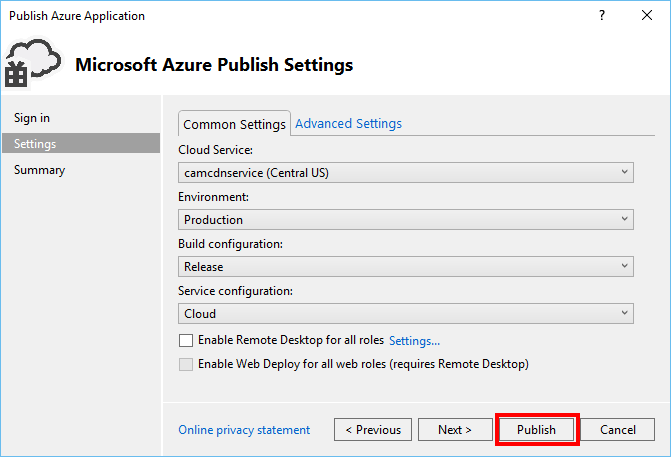 Publish Azure Application
?
Microsoft Azure Publish Settings
Sign in
Settings
Summary
Common Settings Advanced Settings
Cloud Service:
camcdnservice (Central US)
Environment:
Production
Build configuration:
Release
Service configuration:
Cloud
Enable Remote Desktop for all roles Settings...
Enable Web Deploy for all web roles (requires Remote Desktop)
Online privacy statement < Previous Next > Publish Cancel